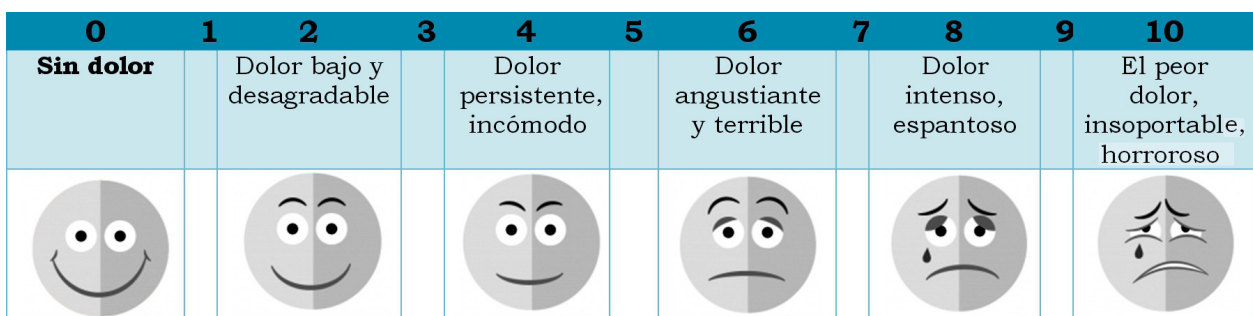 0 1 2 3 4 5 6 7 8 9 10
Sin dolor
Dolor bajo y
desagradable
Dolor
persistente,
incómodo
Dolor
angustiante
y terrible
Dolor
intenso,
espantoso
El peor
dolor,
insoportable,
horroroso